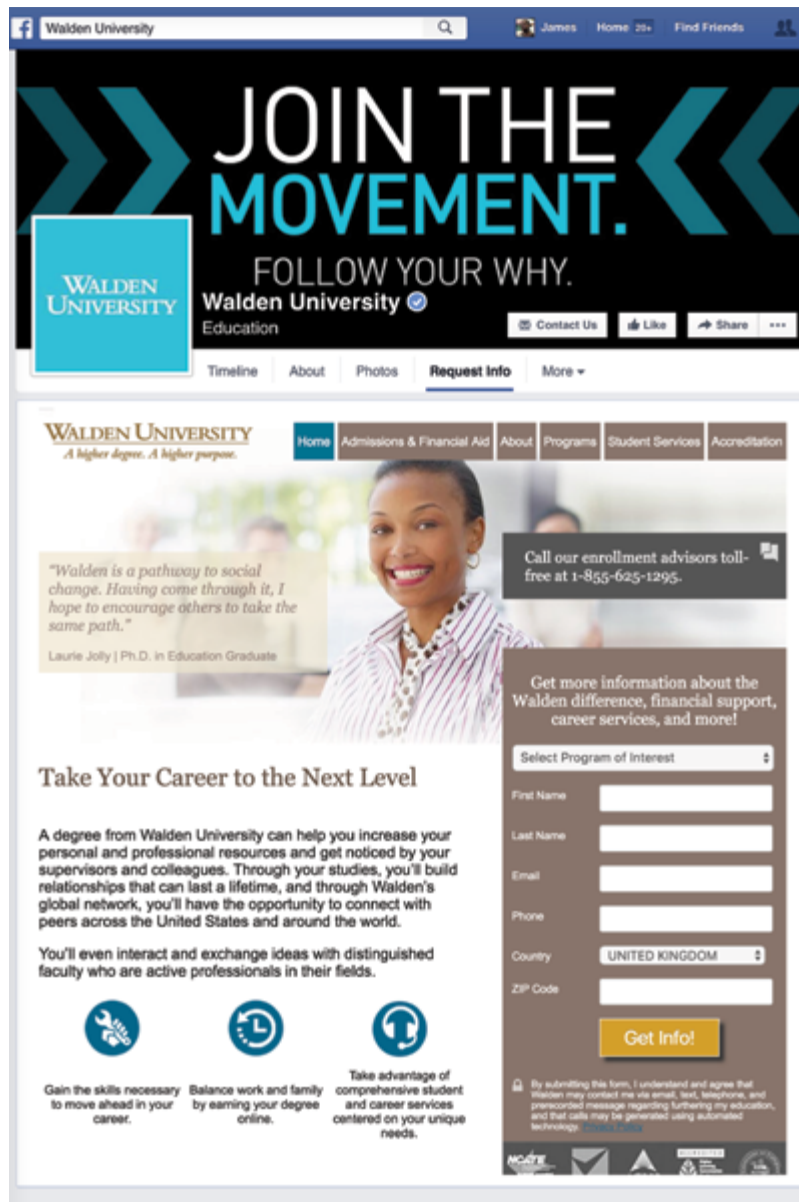 Walden University
James Home 20+ Find Friends
JOIN THE
MOVEMENT.
FOLLOW YOUR WHY.
WALDEN
UNIVERSITY
Walden University
Education
Contact Us Like Share
Timeline About Photos Request Info More
WALDEN UNIVERSITY
A higher degree. A higher purpose.
Home Admissions & Financial Aid About Programs Student Services Accreditation
"Walden is a pathway to social
change. Having come through it, I
hope to encourage others to take the
same path."
Laurie Jolly | Ph.D. in Education Graduate
Call our enrollment advisors toll-
free at 1-855-625-1295.
Get more information about the
Walden difference, financial support,
career services, and more!
Select Program of Interest
First Name
Last Name
Email
Phone
Country UNITED KINGDOM
ZIP Code
Get Info!
By submitting this form, I understand and agree that
Walden may contact me via email, text, telephone, and
prerecorded message regarding furthering my education,
and that calls may be generated using automated
technology. Privacy Policy
Take Your Career to the Next Level
A degree from Walden University can help you increase your
personal and professional resources and get noticed by your
supervisors and colleagues. Through your studies, you'll build
relationships that can last a lifetime, and through Walden's
global network, you'll have the opportunity to connect with
peers across the United States and around the world.
You'll even interact and exchange ideas with distinguished
faculty who are active professionals in their fields.
Gain the skills necessary
to move ahead in your
career.
Balance work and family
by earning your degree
online.
Take advantage of
comprehensive student
and career services
centered on your unique
needs.
NCATE